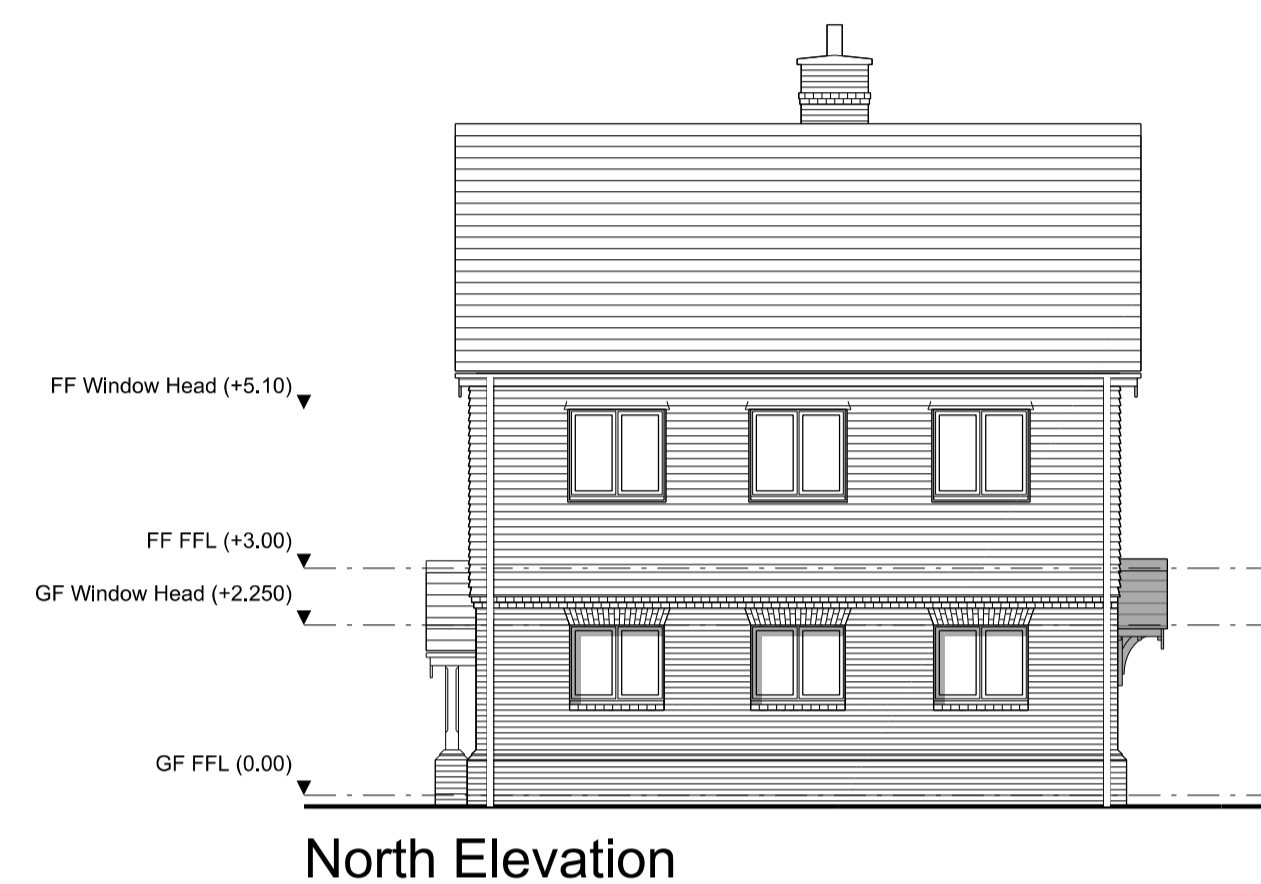 FF Window Head (+5.10)
FF FFL (+3.00)
GF Window Head (+2.250)
GF FFL (0.00)
North Elevation